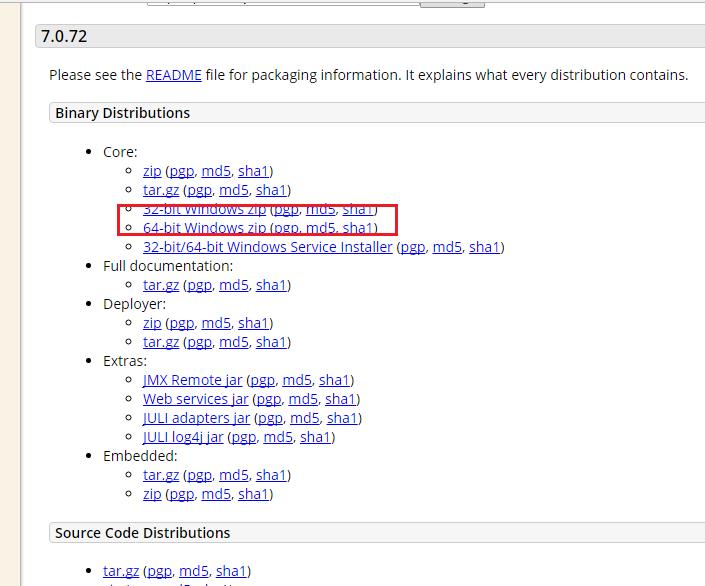 7.0.72
Please see the README file for packaging information. It explains what every distribution contains.
Binary Distributions
Core:
zip (pgp, md5, sha1)
tar.gz (pgp, md5, sha1)
32-bit Windows zip (pgp, md5, sha1)
64-bit Windows zip (pgp, md5, sha1)
32-bit/64-bit Windows Service Installer (pgp, md5, sha1)
Full documentation:
tar.gz (pgp, md5, sha1)
Deployer:
zip (pgp, md5, sha1)
tar.gz (pgp, md5, sha1)
Extras:
JMX Remote jar (pgp, md5, sha1)
Web services jar (pgp, md5, sha1)
JULI adapters jar (pgp, md5, sha1)
JULI log4j jar (pgp, md5, sha1)
Embedded:
tar.gz (pgp, md5, sha1)
zip (pgp, md5, sha1)
Source Code Distributions
tar.gz (pgp, md5, sha1)